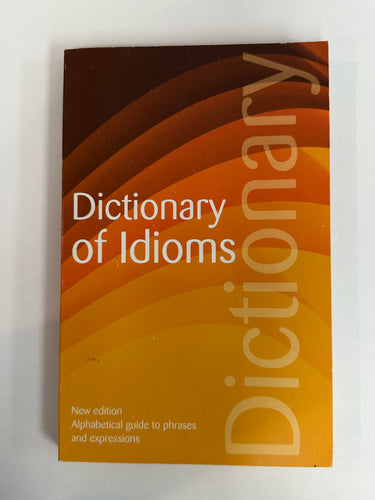 Dictionary
of Idioms
Dictionary
New edition
Alphabetical guide to phrases
and expressions